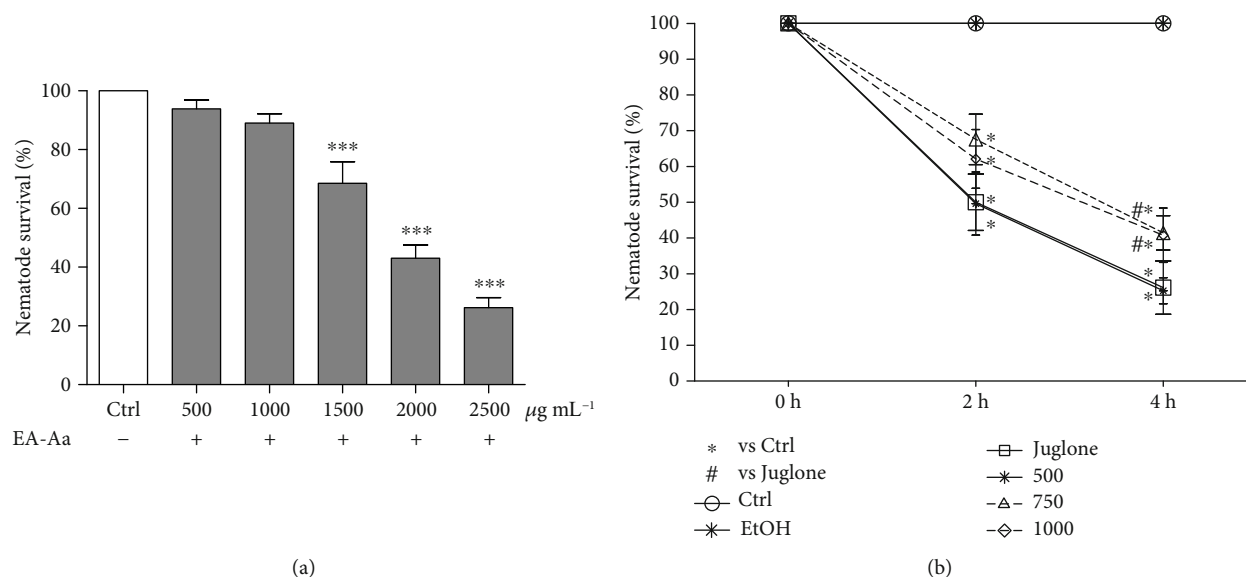 100
80
60
40
20
0
Nematode survival (%)
***
***
***
Ctrl 500 1000 1500 2000 2500 µg mL⁻¹
EA-Aa − + + + + +
(a)
100
90
80
70
60
50
40
30
20
10
0
Nematode survival (%)
*
*
*
*
#*
#*
*
*
0 h 2 h 4 h
* vs Ctrl
# vs Juglone
Ctrl
EtOH
Juglone
500
750
1000
(b)